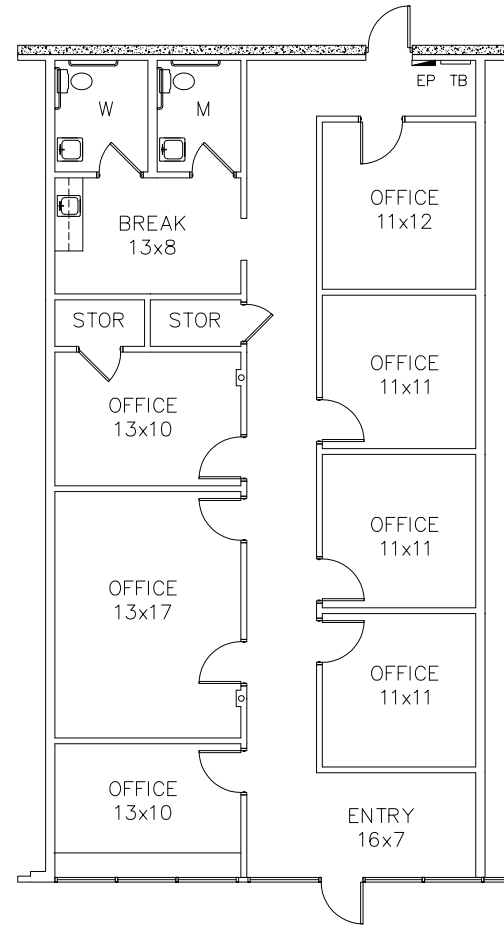 EP TB
W
M
OFFICE
11x12
BREAK
13x8
STOR
STOR
OFFICE
11x11
OFFICE
13x10
OFFICE
11x11
OFFICE
13x17
OFFICE
11x11
OFFICE
13x10
ENTRY
16x7